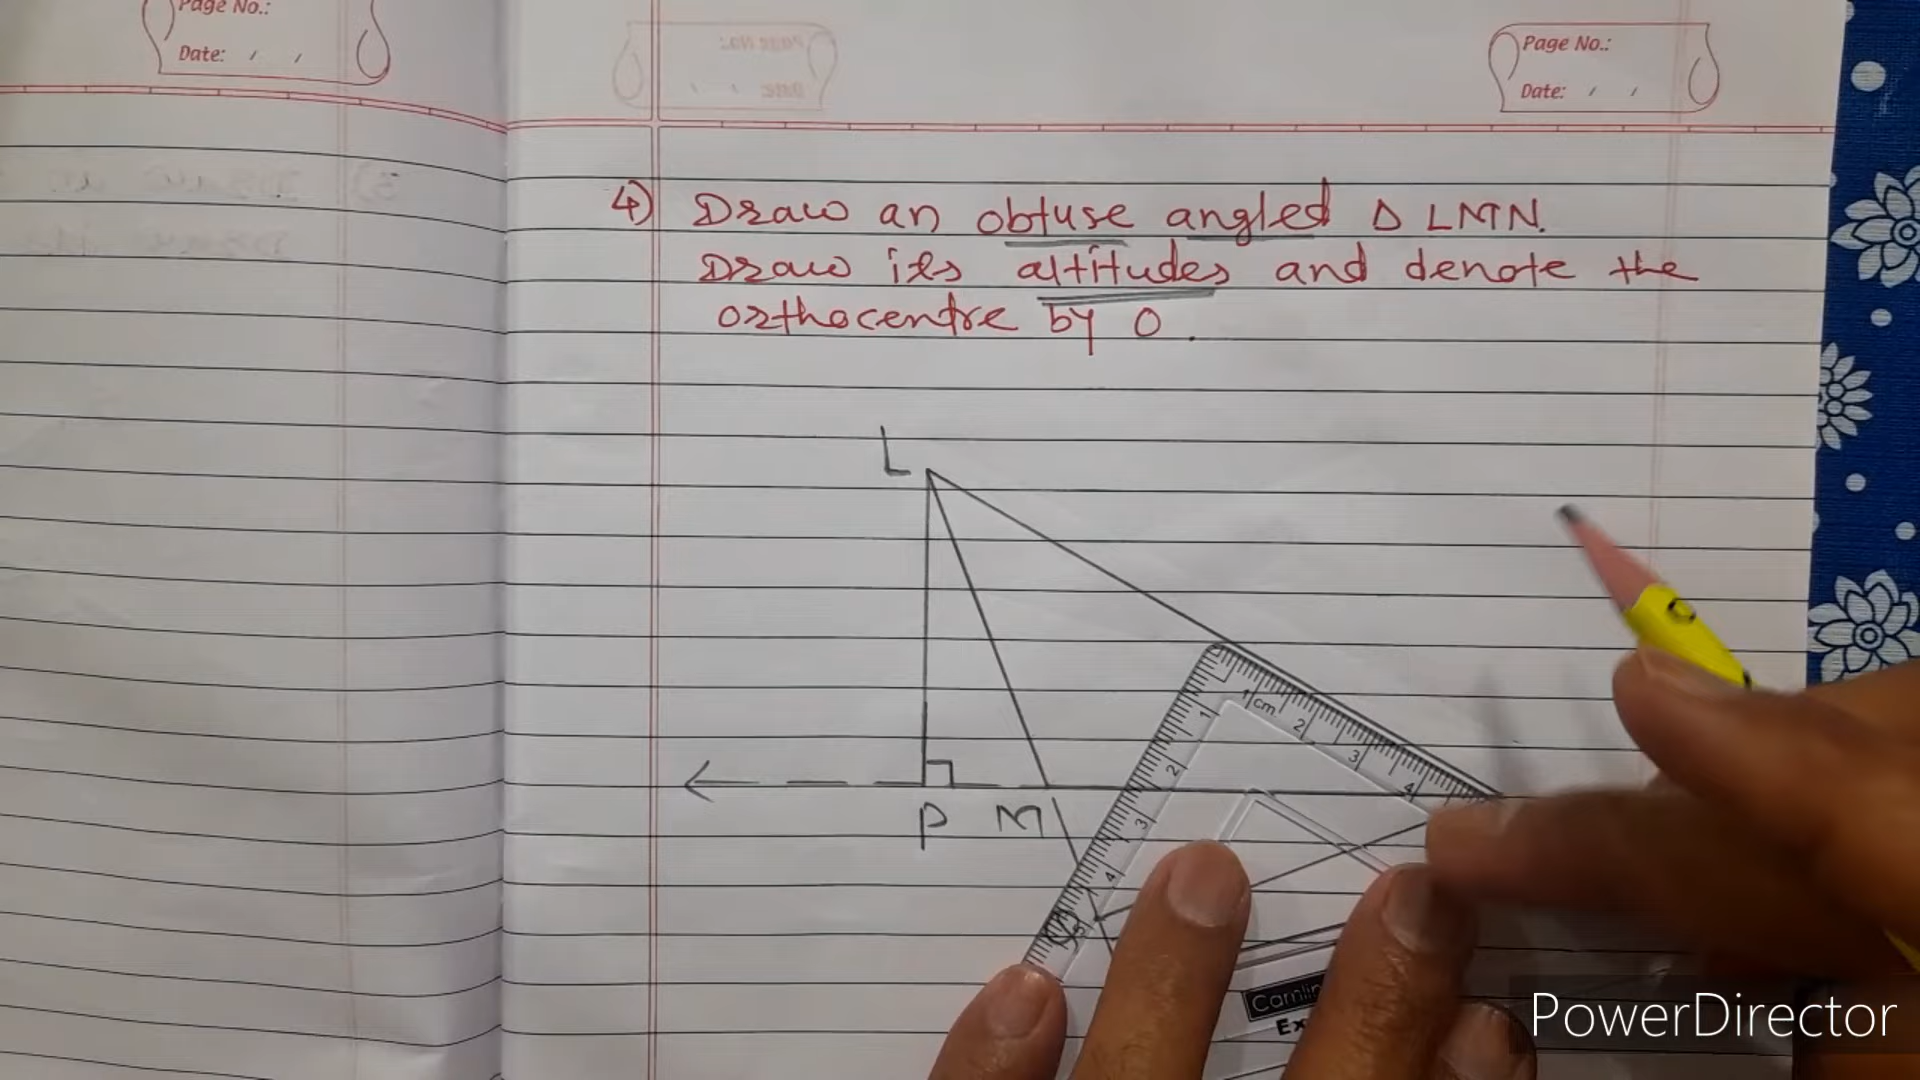 Page No.:
Date: / /
Page No.:
Date: / /
4) Draw an obtuse angled Δ LMN.
Draw its altitudes and denote the
orthocentre by O.
L
P M
1 cm 2 3 4
1 2 3 4 5
Camlin
PowerDirector